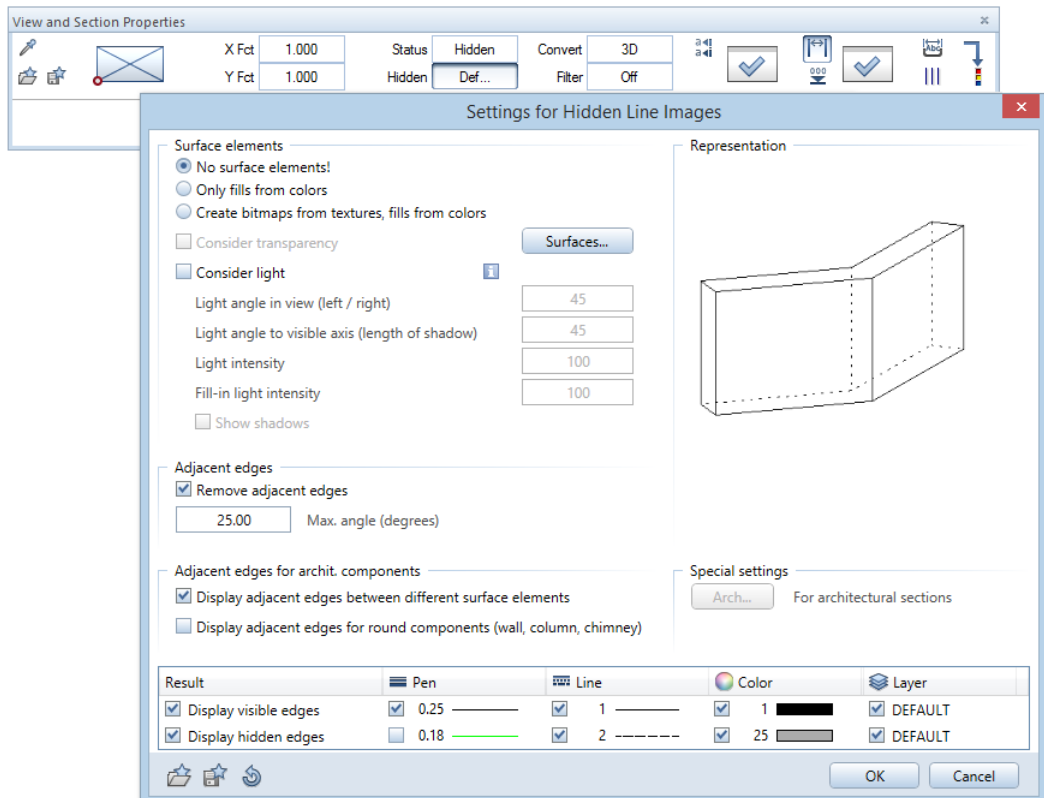 View and Section Properties
X Fct 1.000 Status Hidden Convert 3D
Y Fct 1.000 Hidden Def... Filter Off
Abc
Settings for Hidden Line Images
Surface elements
No surface elements!
Only fills from colors
Create bitmaps from textures, fills from colors
Consider transparency Surfaces...
Consider light
Light angle in view (left / right) 45
Light angle to visible axis (length of shadow) 45
Light intensity 100
Fill-in light intensity 100
Show shadows
Representation
Adjacent edges
Remove adjacent edges
25.00 Max. angle (degrees)
Adjacent edges for archit. components
Display adjacent edges between different surface elements
Display adjacent edges for round components (wall, column, chimney)
Special settings
Arch... For architectural sections
Result Pen Line Color Layer
Display visible edges 0.25 1 1 DEFAULT
Display hidden edges 0.18 2 25 DEFAULT
OK Cancel